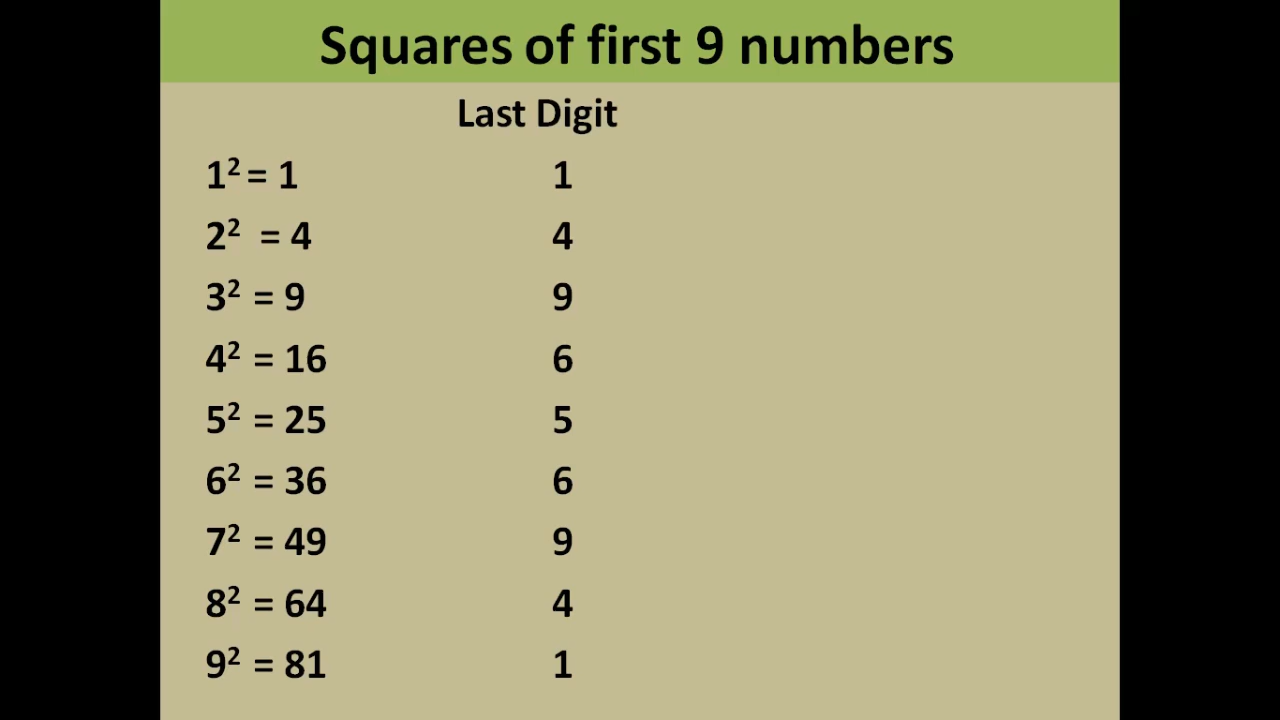 Squares of first 9 numbers
Last Digit
1² = 1 1
2² = 4 4
3² = 9 9
4² = 16 6
5² = 25 5
6² = 36 6
7² = 49 9
8² = 64 4
9² = 81 1